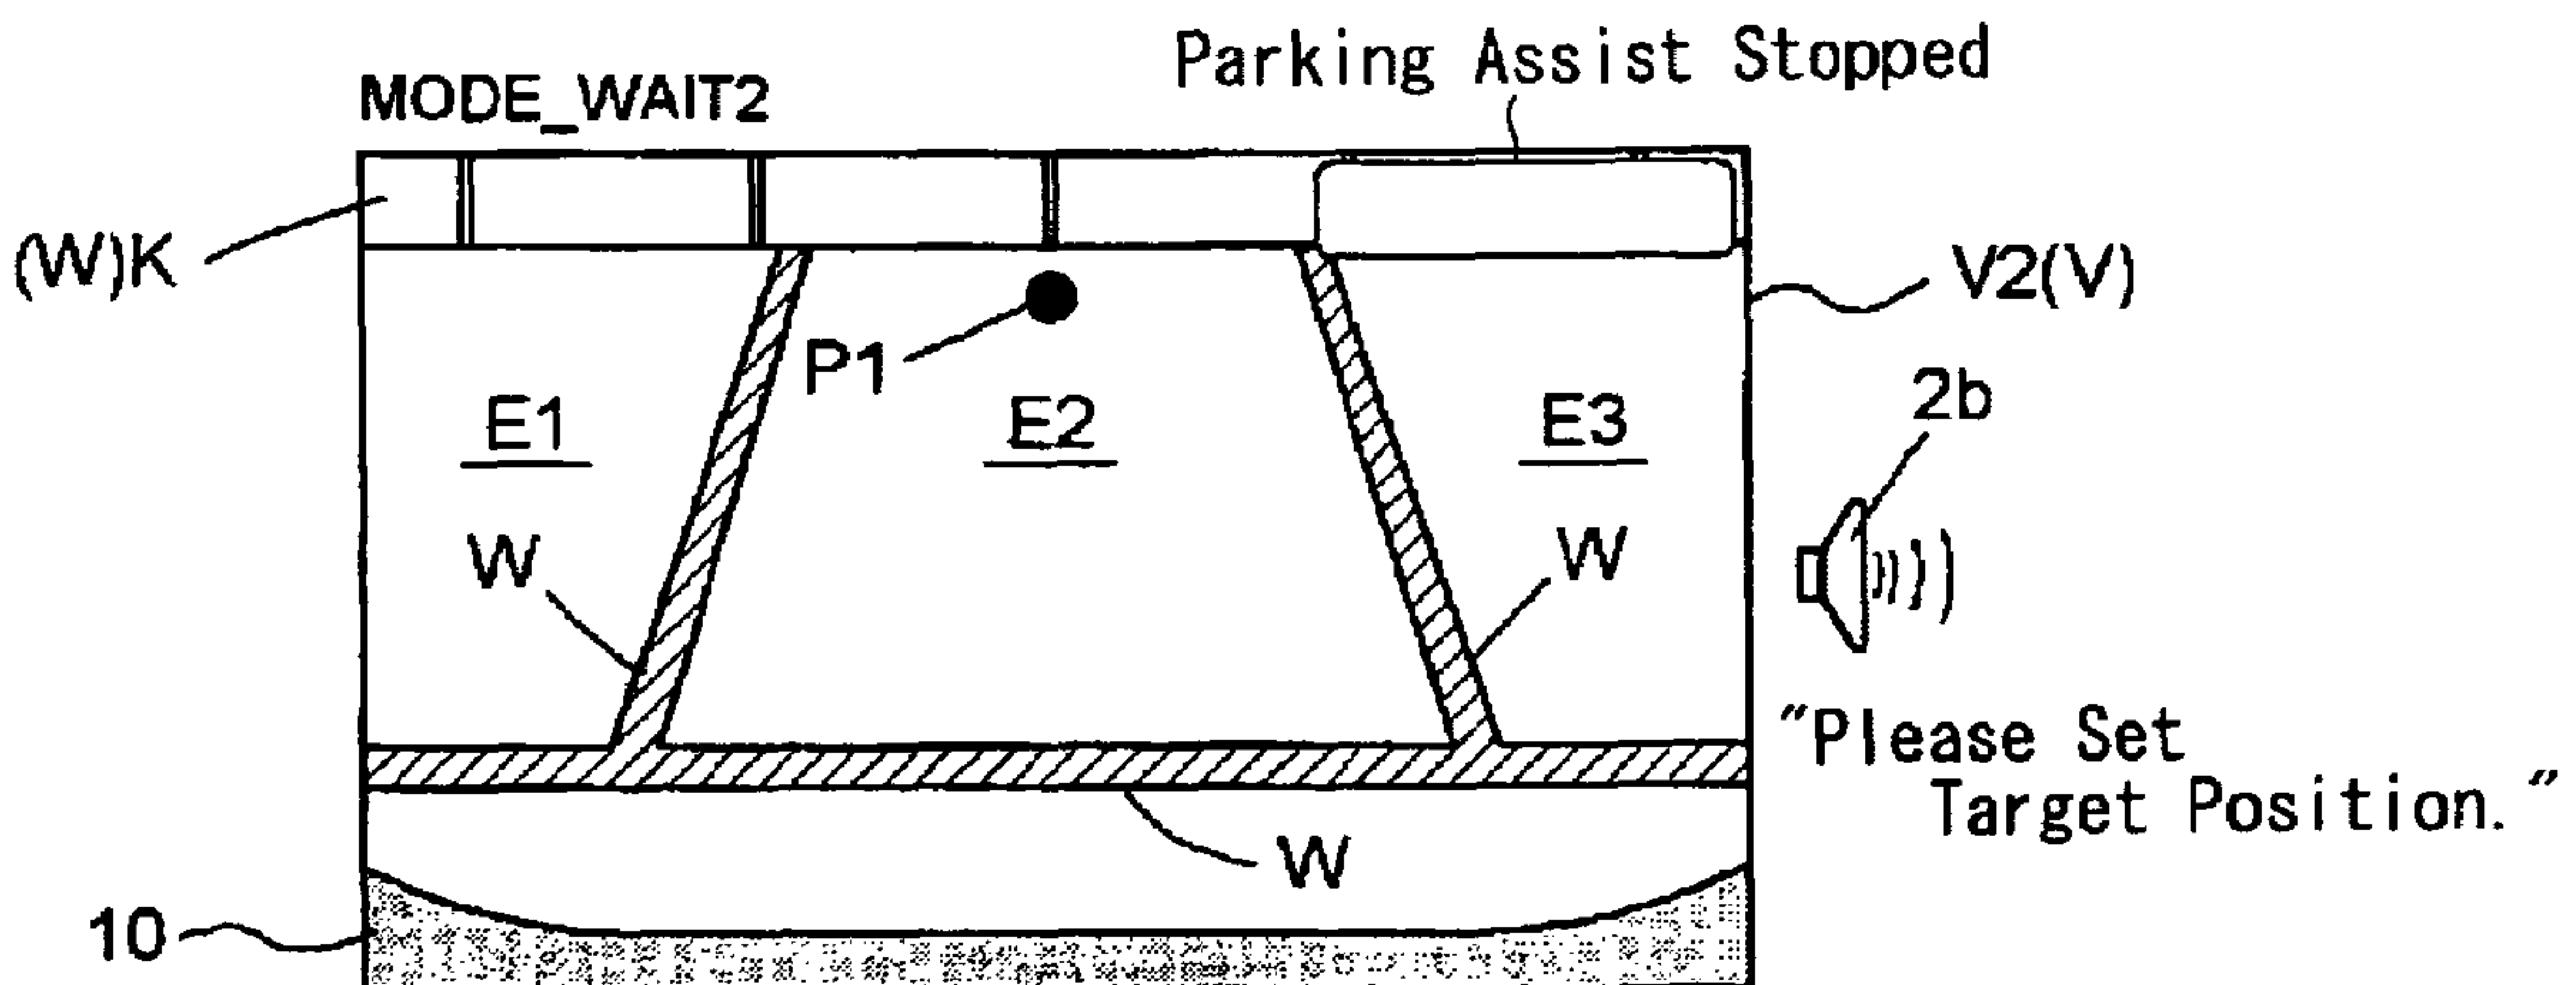 Parking Assist Stopped
MODE_WAIT2
(W)K
V2(V)
P1
2b
E1
E2
E3
W
W
"Please Set
Target Position."
W
10